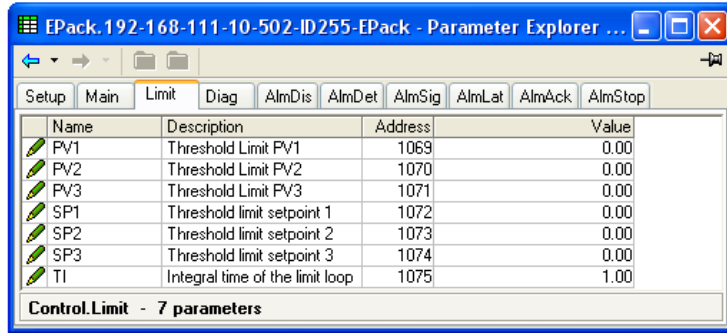 EPack.192-168-111-10-502-ID255-EPack - Parameter Explorer ...
Setup Main Limit Diag AlmDis AlmDet AlmSig AlmLat AlmAck AlmStop
Name Description Address Value
PV1 Threshold Limit PV1 1069 0.00
PV2 Threshold Limit PV2 1070 0.00
PV3 Threshold Limit PV3 1071 0.00
SP1 Threshold limit setpoint 1 1072 0.00
SP2 Threshold limit setpoint 2 1073 0.00
SP3 Threshold limit setpoint 3 1074 0.00
TI Integral time of the limit loop 1075 1.00
Control.Limit - 7 parameters